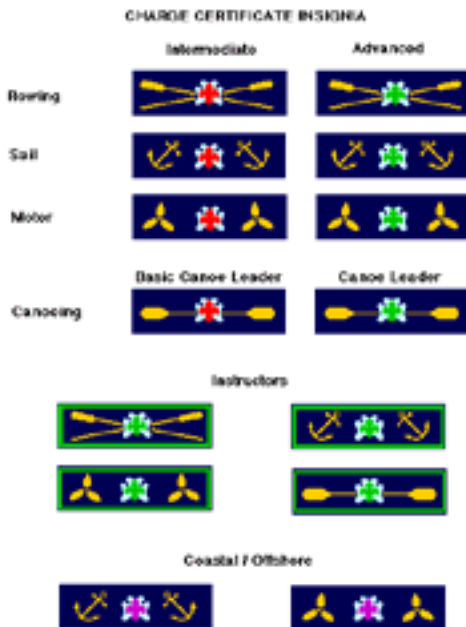 CHARGE CERTIFICATE INSIGNIA
Intermediate Advanced
Rowing
Sail
Motor
Basic Canoe Leader Canoe Leader
Canoeing
Instructors
Coastal / Offshore